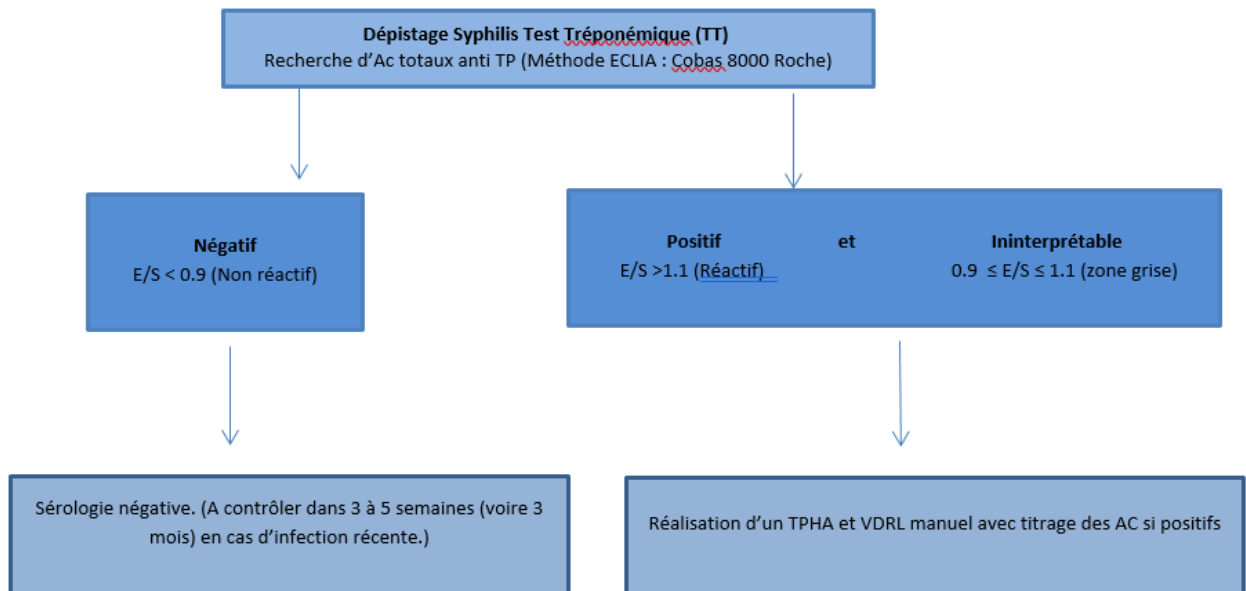 Dépistage Syphilis Test Tréponémique (TT)
Recherche d'Ac totaux anti TP (Méthode ECLIA : Cobas 8000 Roche)
Négatif
E/S < 0.9 (Non réactif)
Positif et Ininterprétable
E/S >1.1 (Réactif) 0.9 ≤ E/S ≤ 1.1 (zone grise)
Sérologie négative. (A contrôler dans 3 à 5 semaines (voire 3
mois) en cas d'infection récente.)
Réalisation d'un TPHA et VDRL manuel avec titrage des AC si positifs